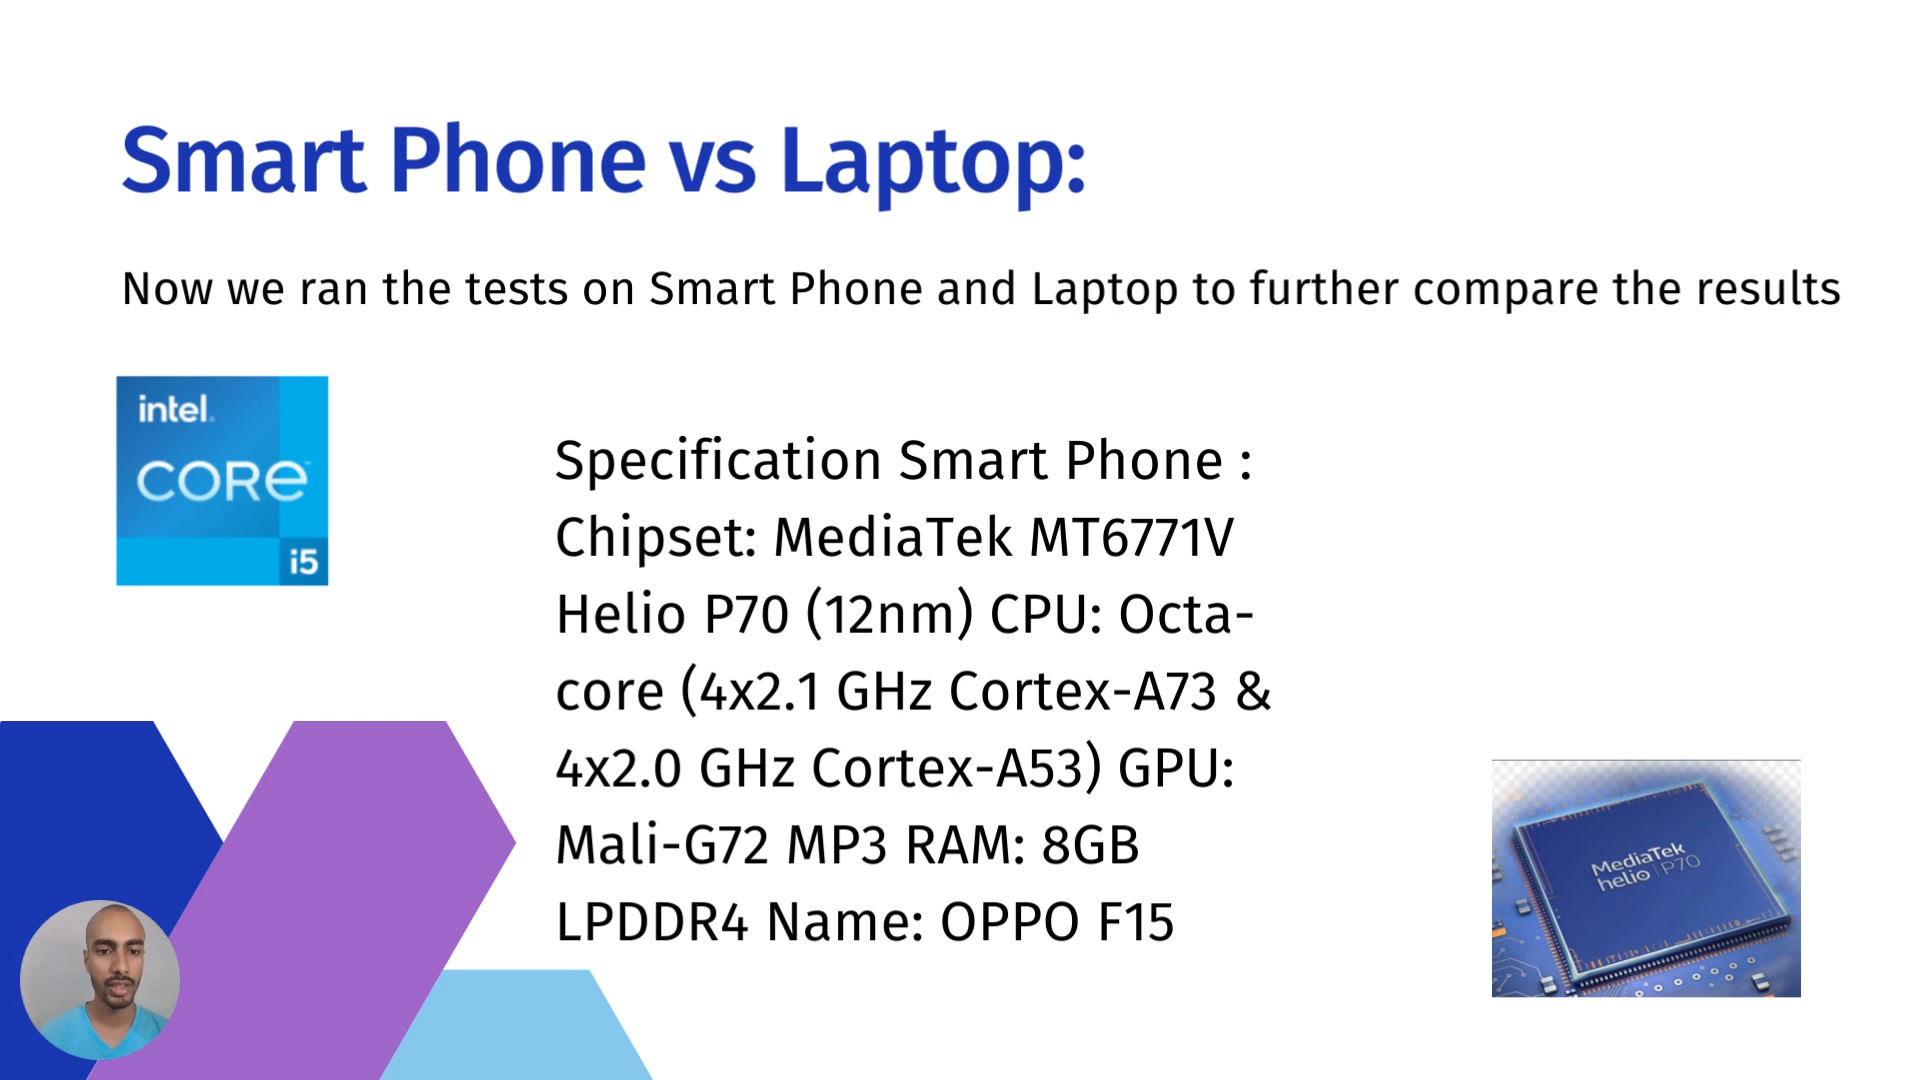 Smart Phone vs Laptop:
Now we ran the tests on Smart Phone and Laptop to further compare the results
intel
CORE
i5
Specification Smart Phone :
Chipset: MediaTek MT6771V
Helio P70 (12nm) CPU: Octa-
core (4x2.1 GHz Cortex-A73 &
4x2.0 GHz Cortex-A53) GPU:
Mali-G72 MP3 RAM: 8GB
LPDDR4 Name: OPPO F15
MediaTek
helio P70